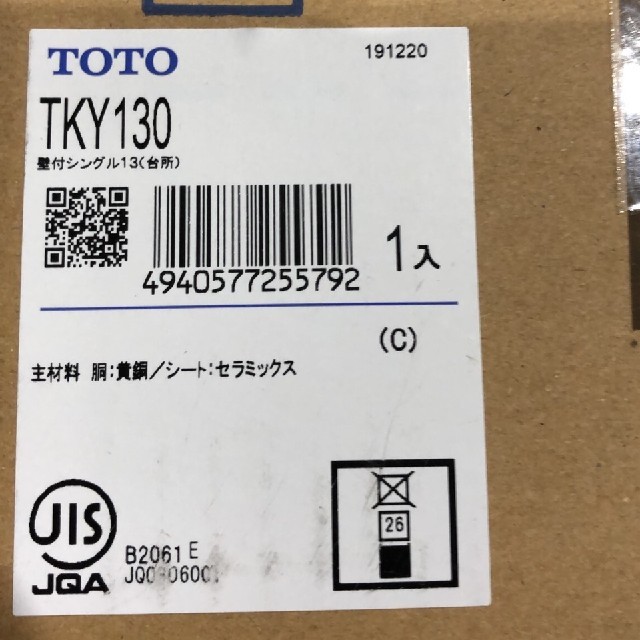 TOTO
191220
TKY130
壁付シングル13(台所)
4940577255792
1入
(C)
主材料 胴:黄銅/シート:セラミックス
JIS
JQA
B2061 E
26